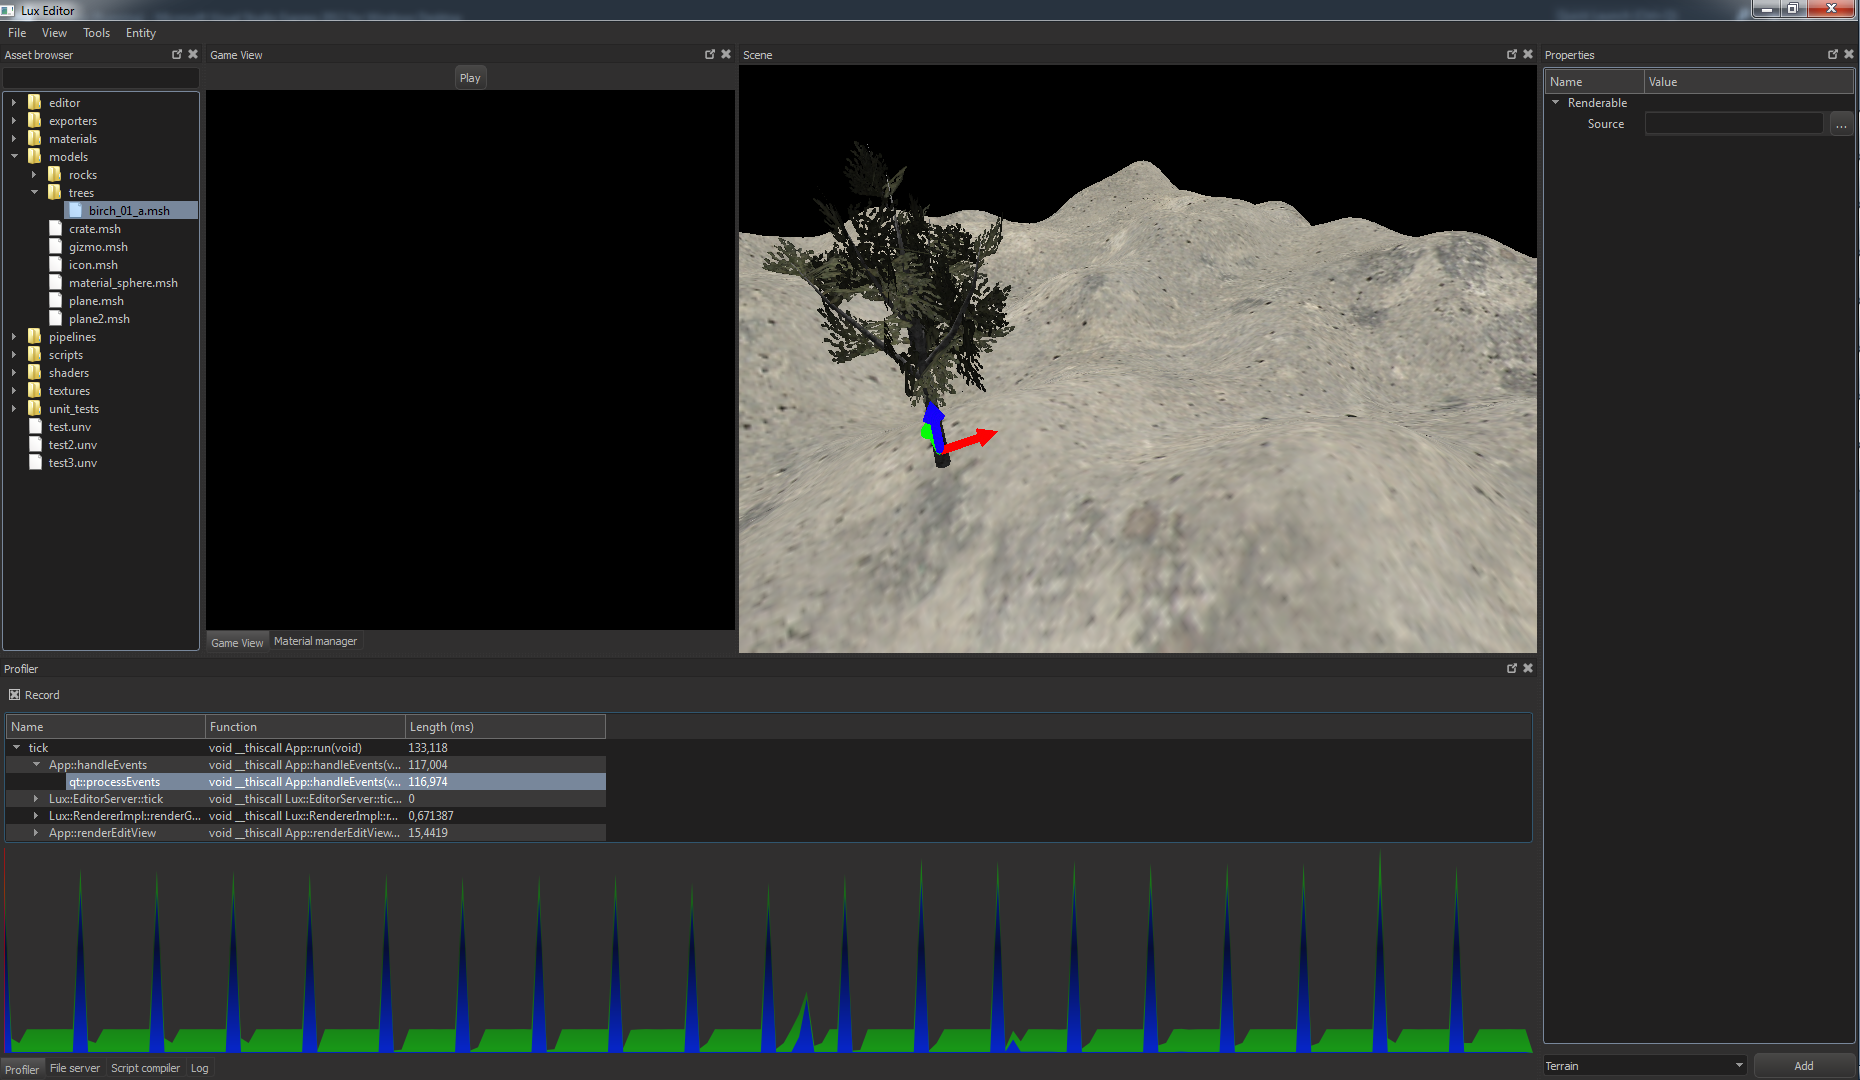 Lux Editor
File View Tools Entity
Asset browser
editor
exporters
materials
models
rocks
trees
birch_01_a.msh
crate.msh
gizmo.msh
icon.msh
material_sphere.msh
plane.msh
plane2.msh
pipelines
scripts
shaders
textures
unit_tests
test.unv
test2.unv
test3.unv
Game View
Play
Game View Material manager
Scene
Properties
Name Value
Renderable
Source ...
Profiler
Record
Name Function Length (ms)
tick void __thiscall App::run(void) 133,118
App::handleEvents void __thiscall App::handleEvents(v... 117,004
qt::processEvents void __thiscall App::handleEvents(v... 116,974
Lux::EditorServer::tick void __thiscall Lux::EditorServer::tic... 0
Lux::RendererImpl::renderG... void __thiscall Lux::RendererImpl::r... 0,671387
App::renderEditView void __thiscall App::renderEditView... 15,4419
Profiler File server Script compiler Log
Terrain Add